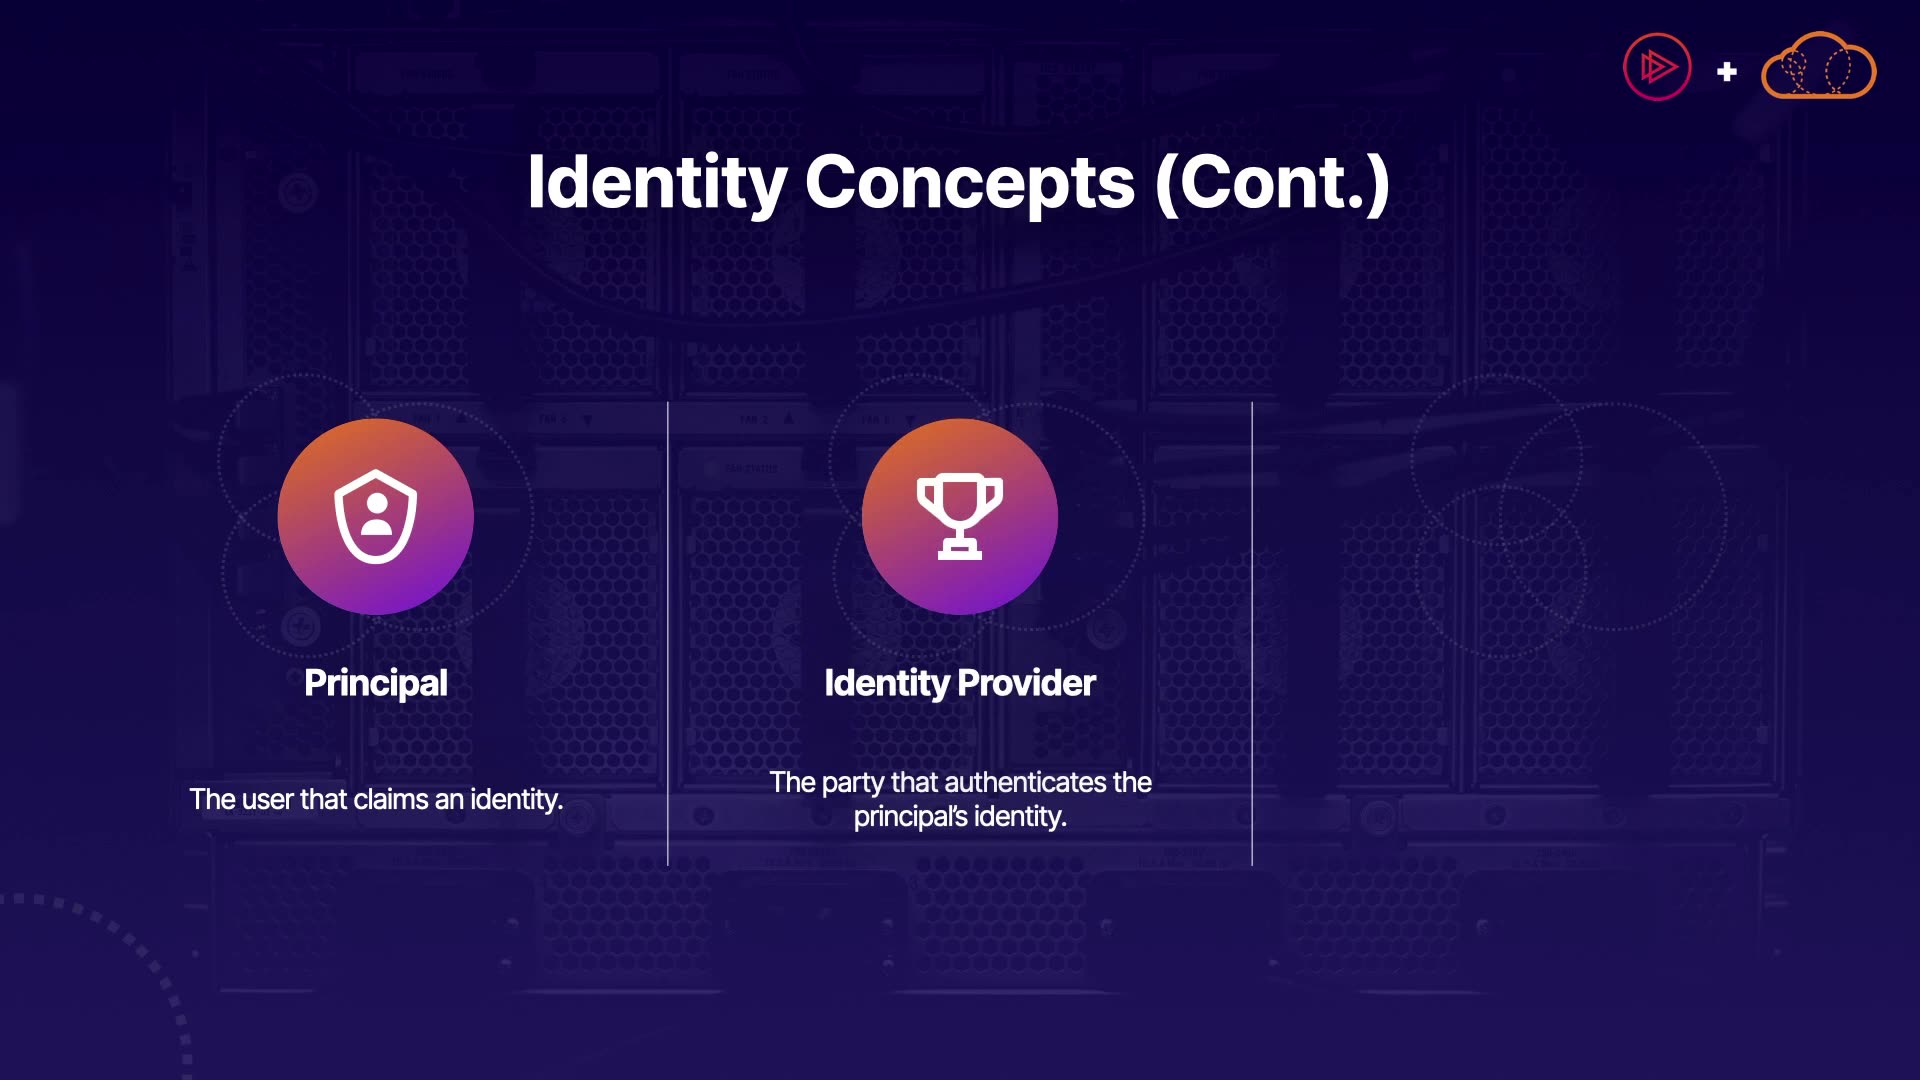 Identity Concepts (Cont.)
Principal
The user that claims an identity.
Identity Provider
The party that authenticates the
principal's identity.